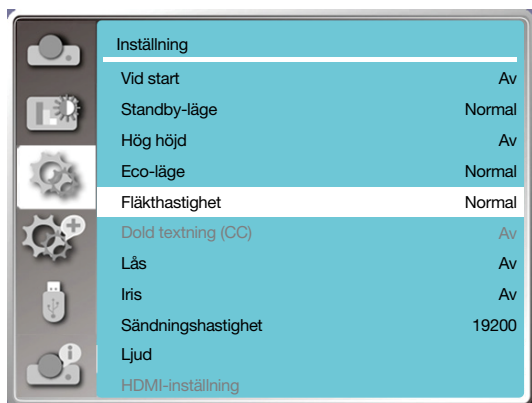 Inställning
Vid start Av
Standby-läge Normal
Hög höjd Av
Eco-läge Normal
Fläkthastighet Normal
Dold textning (CC) Av
Lås Av
Iris Av
Sändningshastighet 19200
Ljud
HDMI-inställning